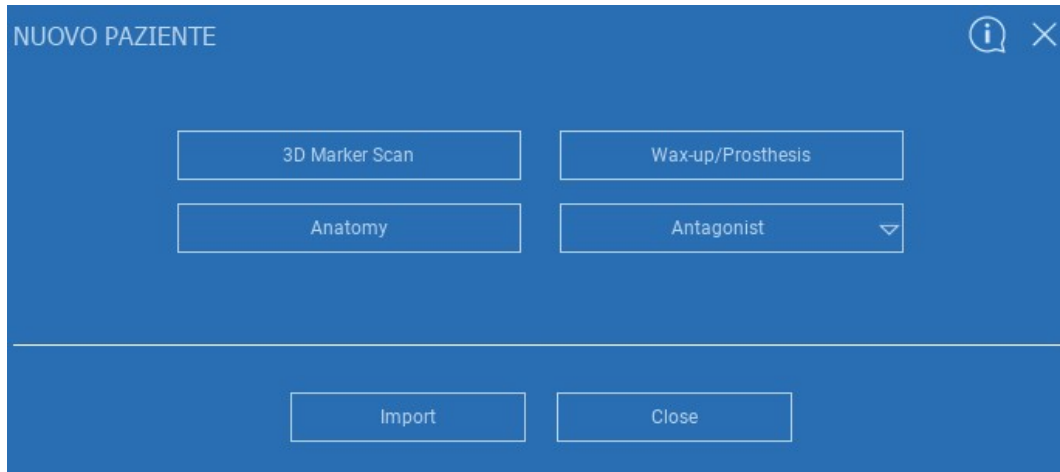 NUOVO PAZIENTE
3D Marker Scan
Wax-up/Prosthesis
Anatomy
Antagonist
Import
Close